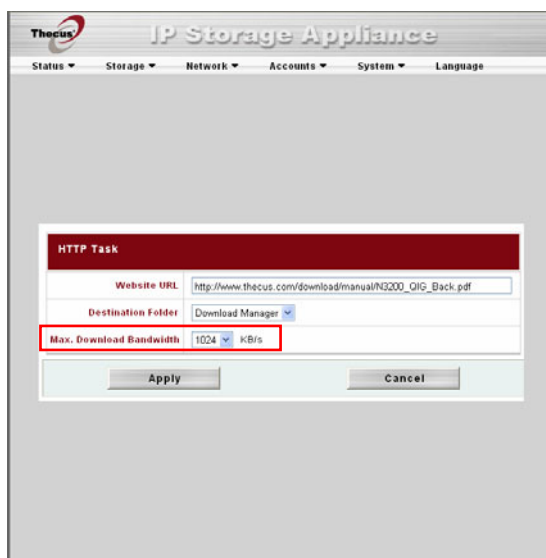 Thecus
IP Storage Appliance
Status Storage Network Accounts System Language
HTTP Task
Website URL http://www.thecus.com/download/manual/N3200_QIG_Back.pdf
Destination Folder Download Manager
Max. Download Bandwidth 1024 KB/s
Apply Cancel